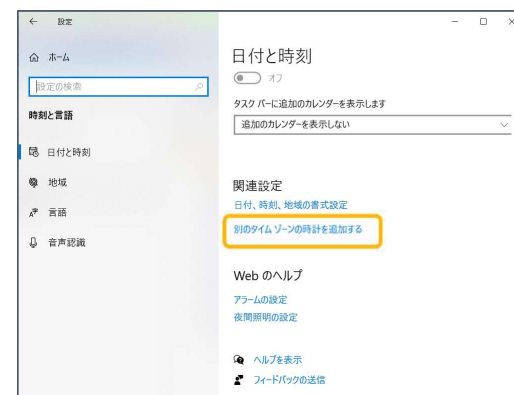 設定
ホーム
設定の検索
時刻と言語
日付と時刻
地域
言語
音声認識
日付と時刻
オフ
タスク バーに追加のカレンダーを表示します
追加のカレンダーを表示しない
関連設定
日付、時刻、地域の書式設定
別のタイム ゾーンの時計を追加する
Web のヘルプ
アラームの設定
夜間照明の設定
ヘルプを表示
フィードバックの送信